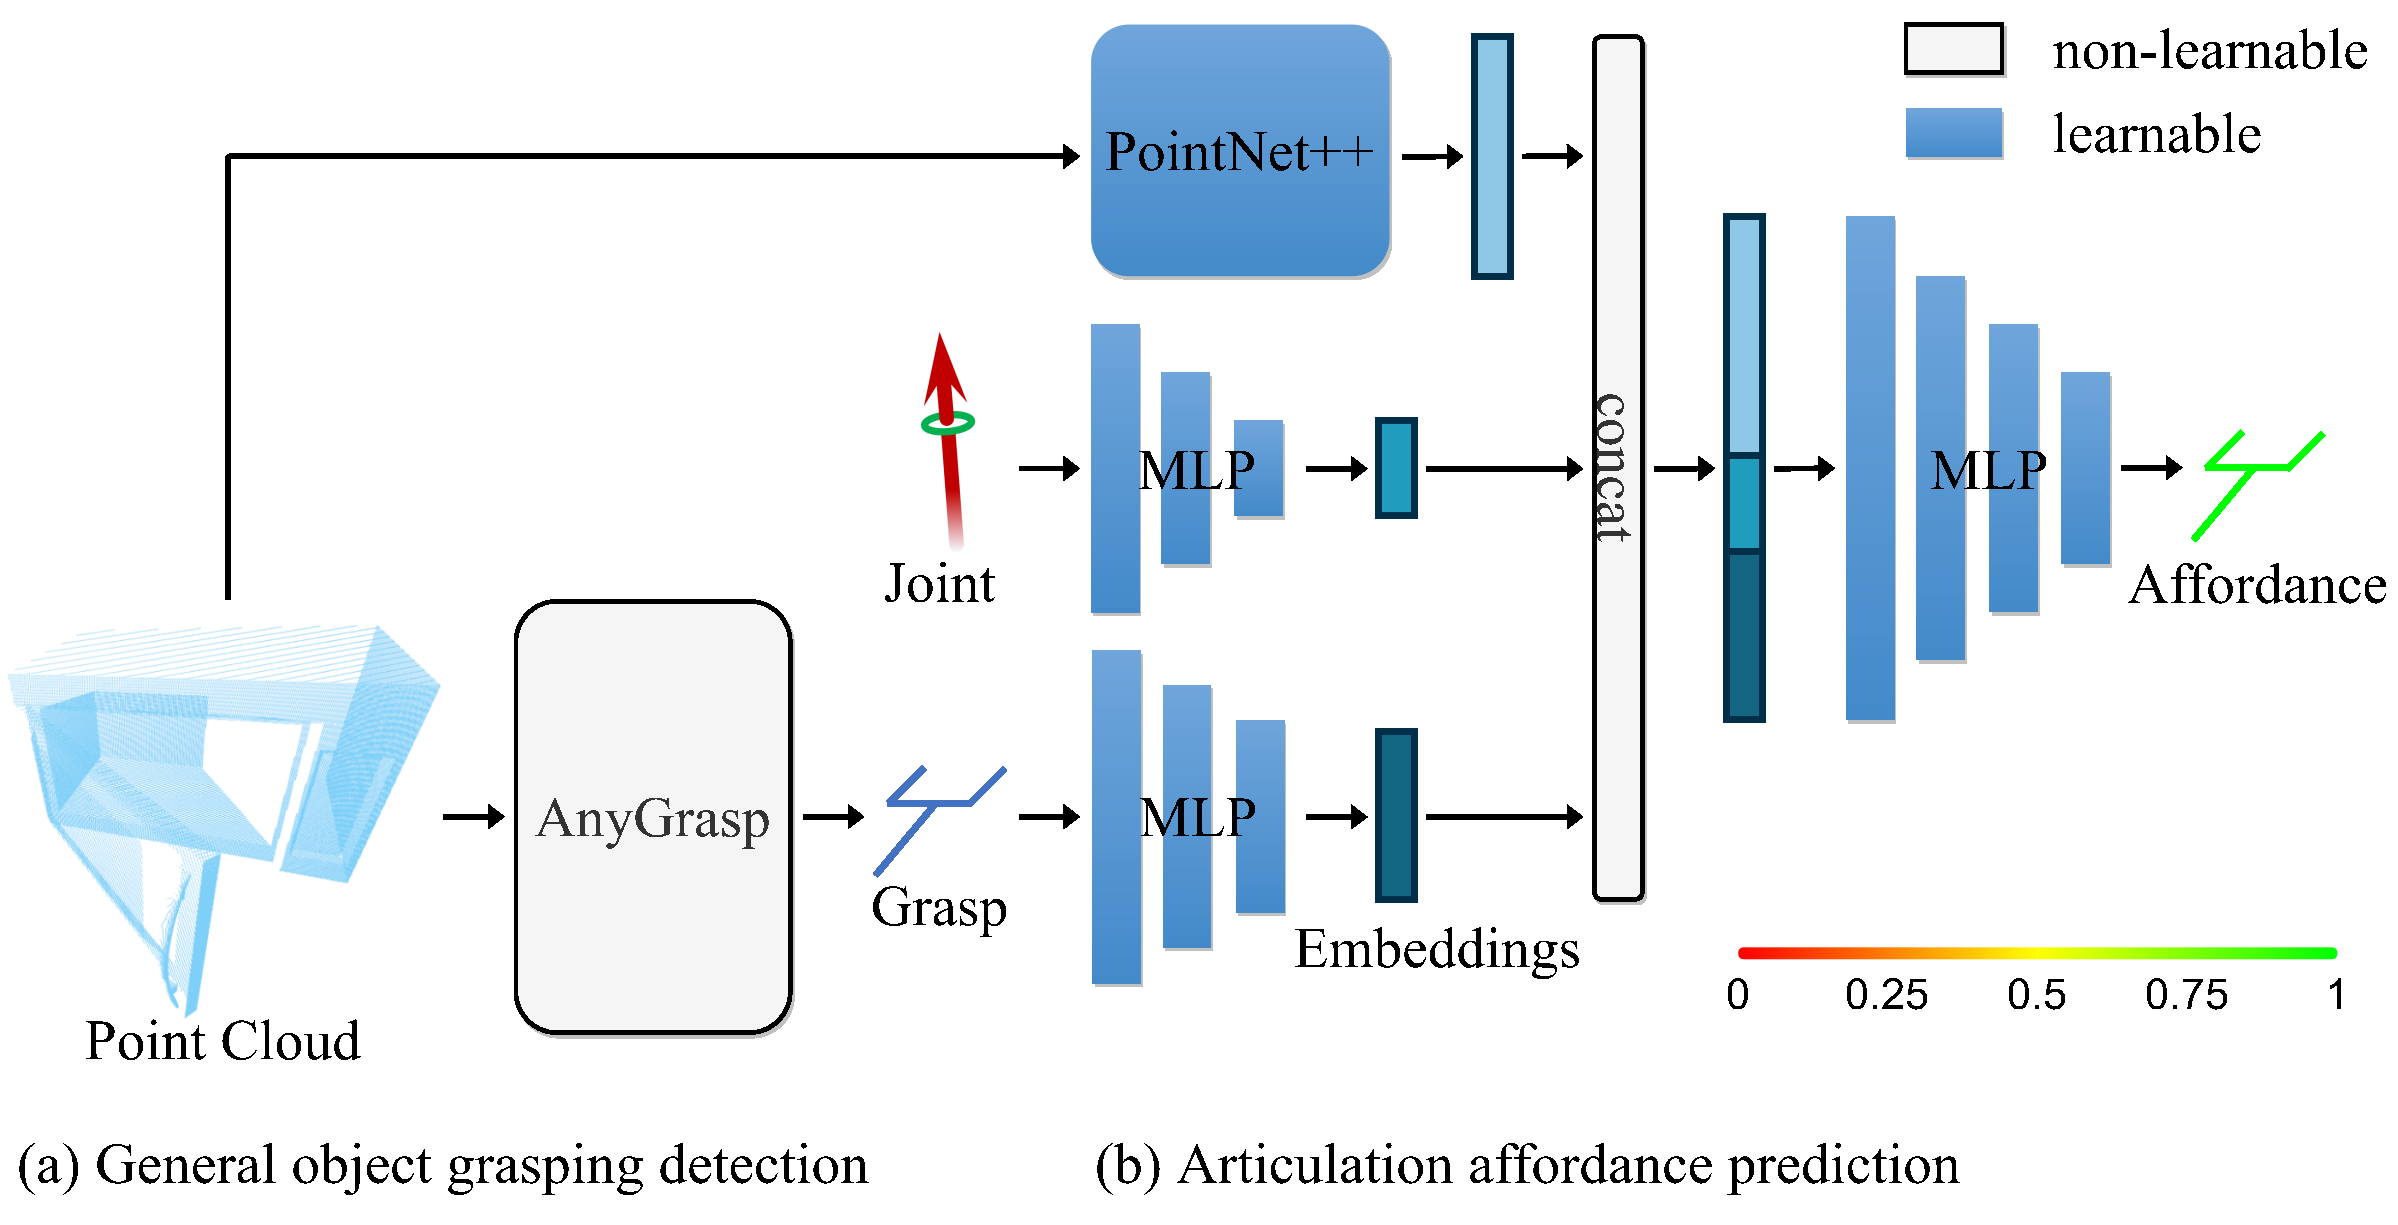 non-learnable
learnable
PointNet++
concat
MLP
Joint
MLP
Affordance
AnyGrasp
Grasp
MLP
Embeddings
Point Cloud
0 0.25 0.5 0.75 1
(a) General object grasping detection
(b) Articulation affordance prediction